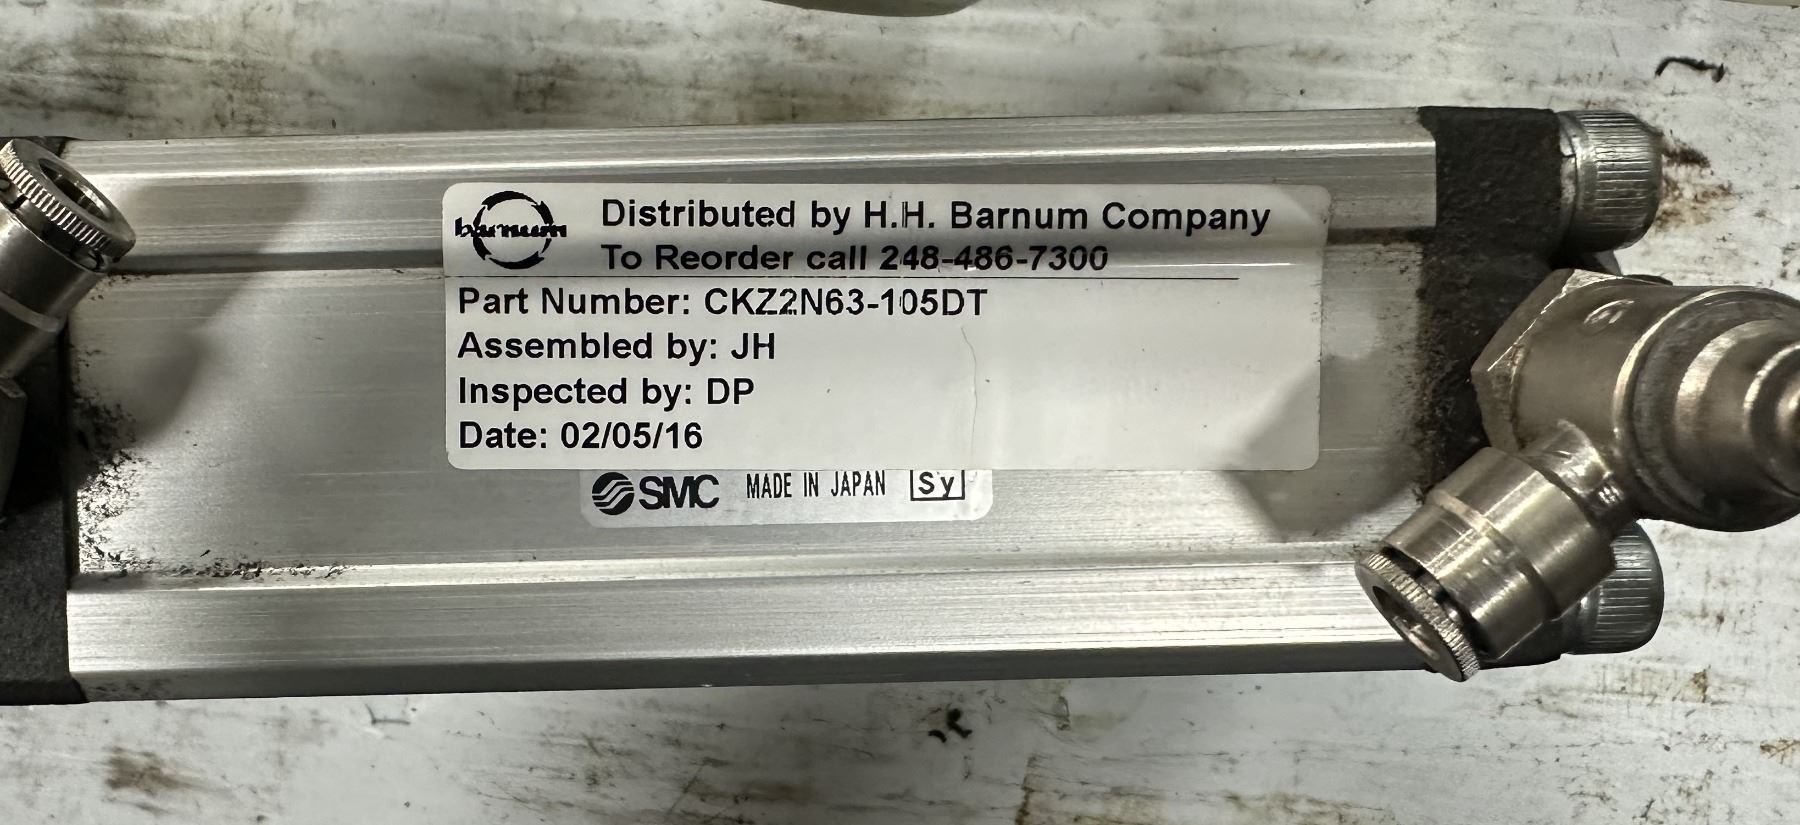 barnum
Distributed by H.H. Barnum Company
To Reorder call 248-486-7300
Part Number: CKZ2N63-105DT
Assembled by: JH
Inspected by: DP
Date: 02/05/16
SMC MADE IN JAPAN Sy